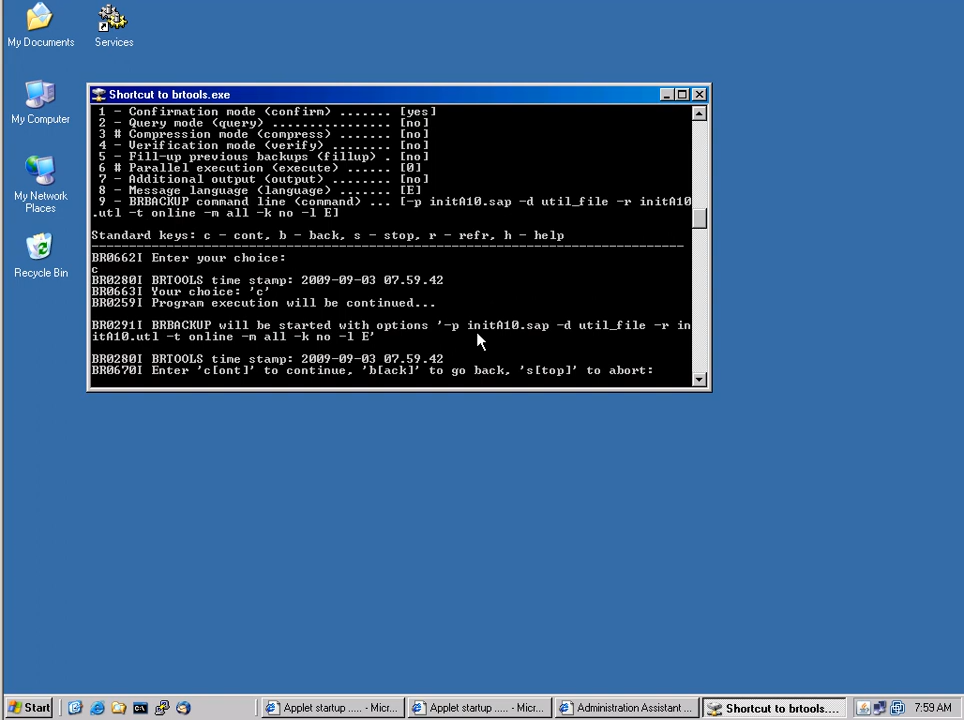 My Documents
Services
My Computer
My Network
Places
Recycle Bin
Shortcut to brtools.exe
1 - Confirmation mode (confirm) ....... [yes]
2 - Query mode (query) ................ [no]
3 # Compression mode (compress) ....... [no]
4 - Verification mode (verify) ........ [no]
5 - Fill-up previous backups (fillup) . [no]
6 # Parallel execution (execute) ...... [0]
7 - Additional output (output) ........ [no]
8 - Message language (language) ....... [E]
9 - BRBACKUP command line (command) ... [-p initA10.sap -d util_file -r initA10
.utl -t online -m all -k no -l E]
Standard keys: c - cont, b - back, s - stop, r - refr, h - help
-------------------------------------------------------------------------------
BR0662I Enter your choice:
c
BR0280I BRTOOLS time stamp: 2009-09-03 07.59.42
BR0663I Your choice: 'c'
BR0259I Program execution will be continued...
BR0291I BRBACKUP will be started with options '-p initA10.sap -d util_file -r in
itA10.utl -t online -m all -k no -l E'
BR0280I BRTOOLS time stamp: 2009-09-03 07.59.42
BR0670I Enter 'c[ont]' to continue, 'b[ack]' to go back, 's[top]' to abort:
Start
Applet startup ..... - Micr...
Applet startup ..... - Micr...
Administration Assistant ...
Shortcut to brtools....
7:59 AM